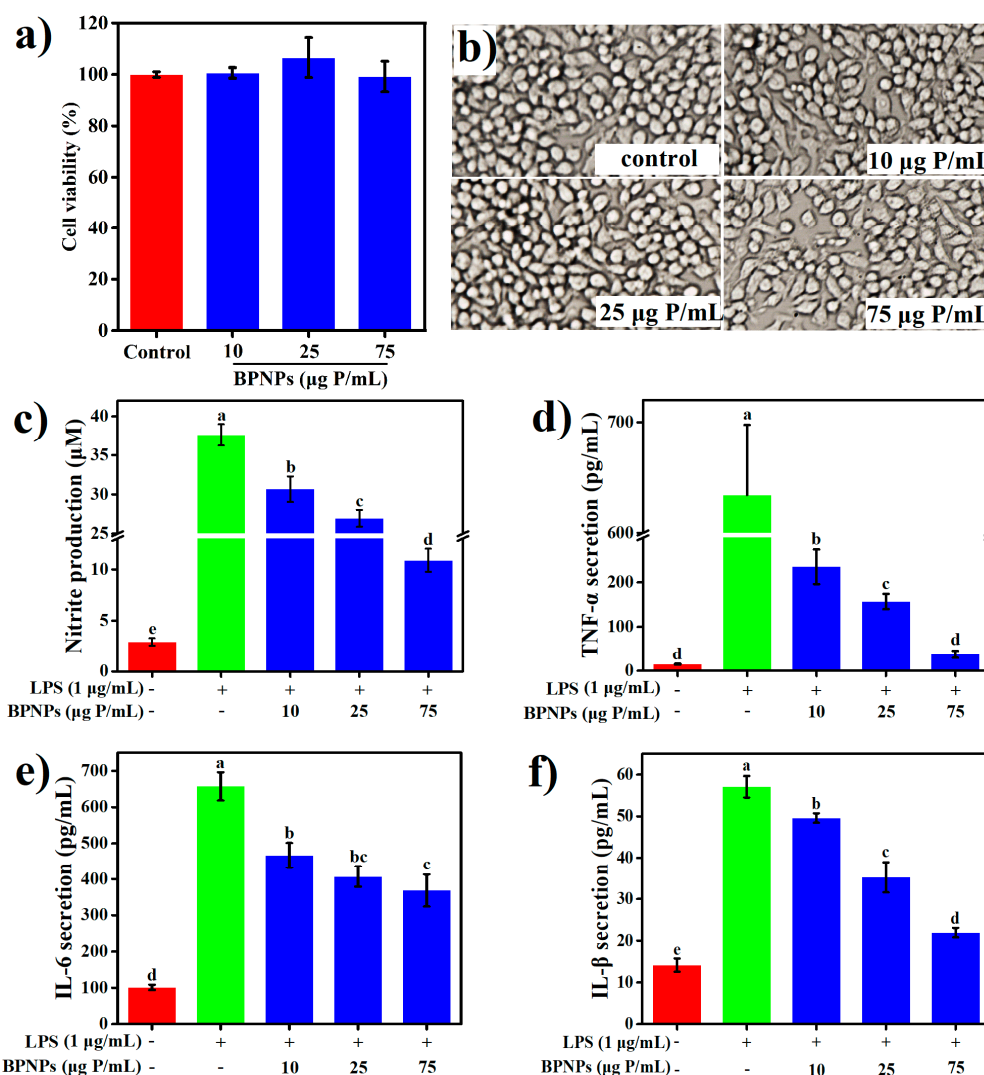 a)
Cell viability (%)
120
100
80
60
40
20
0
Control 10 25 75
BPNPs (μg P/mL)
b)
control
10 μg P/mL
25 μg P/mL
75 μg P/mL
c)
Nitrite production (μM)
40
35
30
25
10
5
0
e a b c d
LPS (1 μg/mL) - + + + +
BPNPs (μg P/mL) - - 10 25 75
d)
TNF-α secretion (pg/mL)
700
600
200
100
0
d a b c d
LPS (1 μg/mL) - + + + +
BPNPs (μg P/mL) - - 10 25 75
e)
IL-6 secretion (pg/mL)
700
600
500
400
300
200
100
0
d a b bc c
LPS (1 μg/mL) - + + + +
BPNPs (μg P/mL) - - 10 25 75
f)
IL-β secretion (pg/mL)
60
50
40
30
20
10
0
e a b c d
LPS (1 μg/mL) - + + + +
BPNPs (μg P/mL) - - 10 25 75